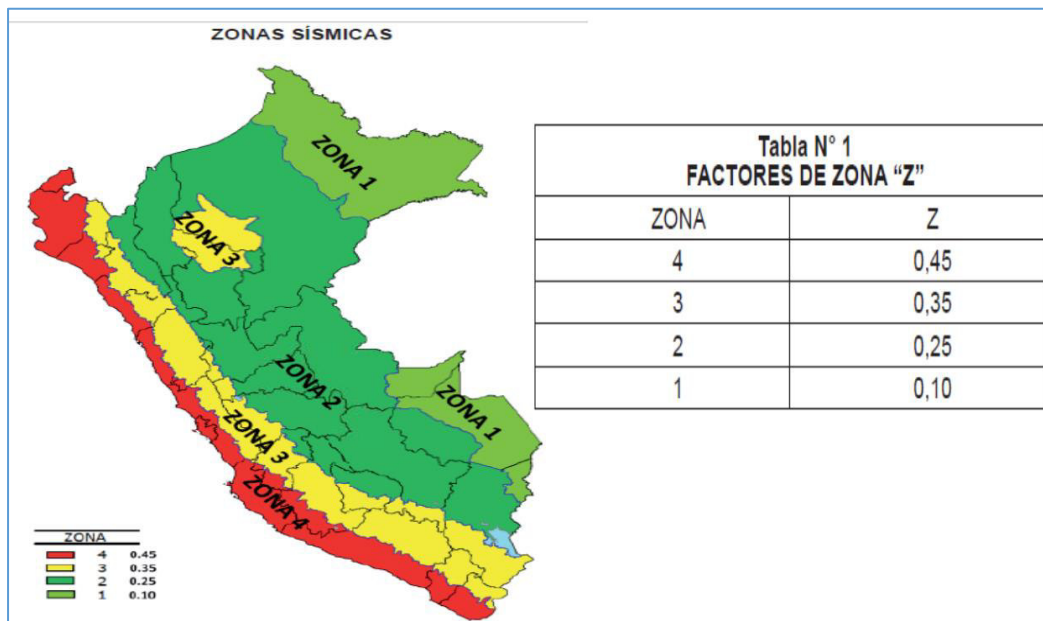 ZONAS SÍSMICAS
ZONA 1
ZONA 3
ZONA 2
ZONA 1
ZONA 3
ZONA 4
ZONA
4 0.45
3 0.35
2 0.25
1 0.10
Tabla N° 1
FACTORES DE ZONA “Z”
ZONA Z
4 0,45
3 0,35
2 0,25
1 0,10